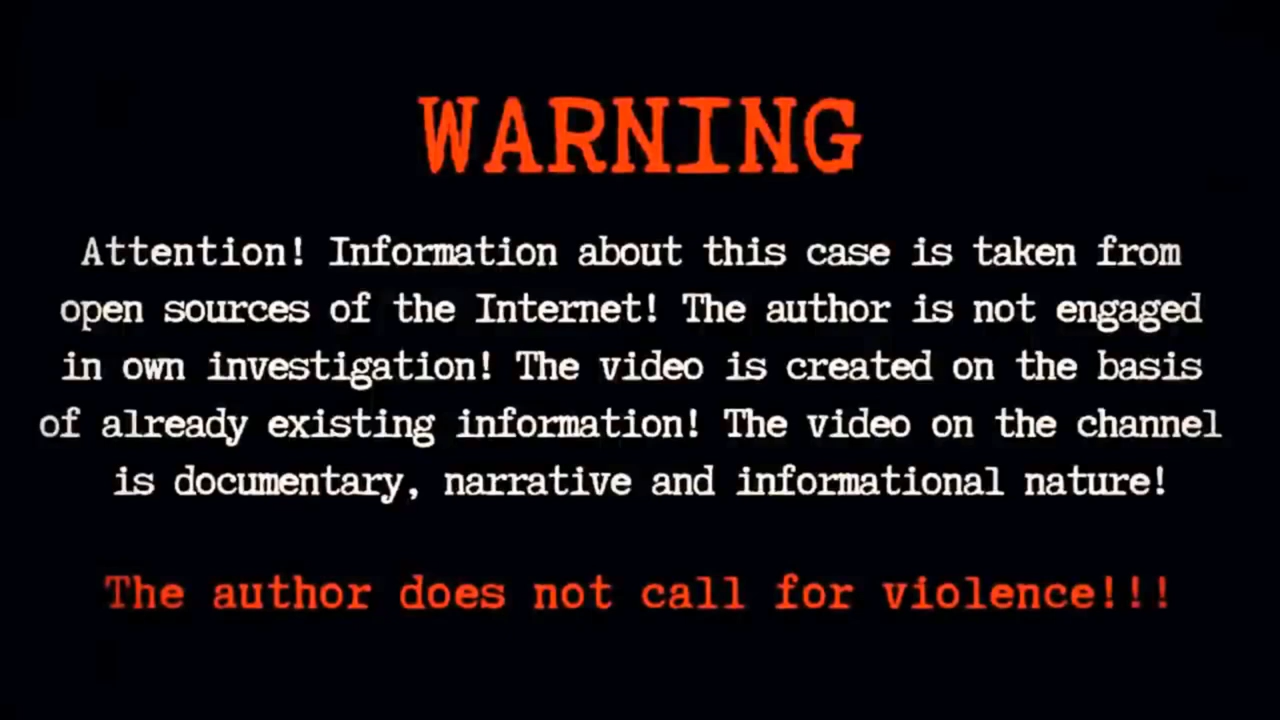 WARNING
Attention! Information about this case is taken from
open sources of the Internet! The author is not engaged
in own investigation! The video is created on the basis
of already existing information! The video on the channel
is documentary, narrative and informational nature!
The author does not call for violence!!!